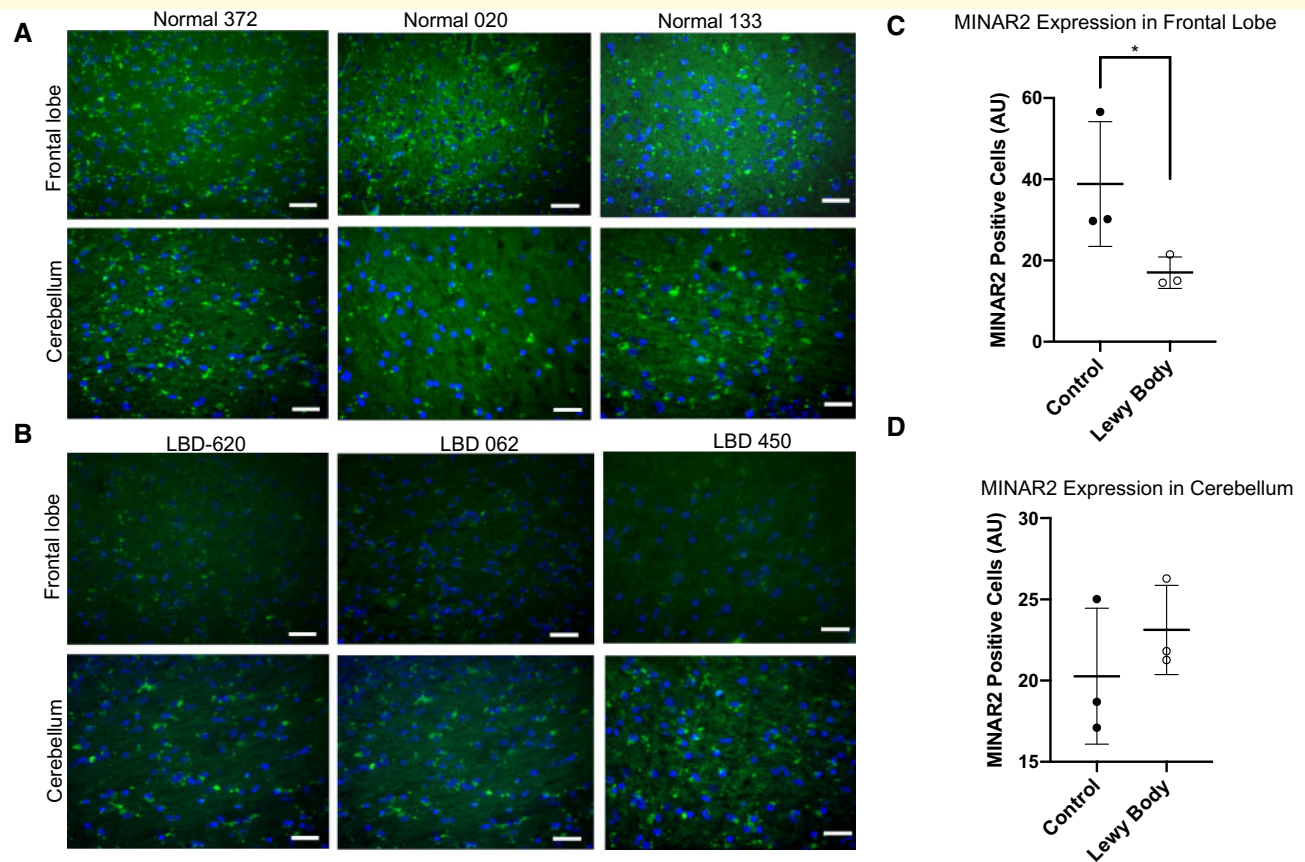 A
Normal 372
Normal 020
Normal 133
Frontal lobe
Cerebellum
B
LBD-620
LBD 062
LBD 450
Frontal lobe
Cerebellum
C
MINAR2 Expression in Frontal Lobe
*
MINAR2 Positive Cells (AU)
60
40
20
0
Control
Lewy Body
D
MINAR2 Expression in Cerebellum
MINAR2 Positive Cells (AU)
30
25
20
15
Control
Lewy Body